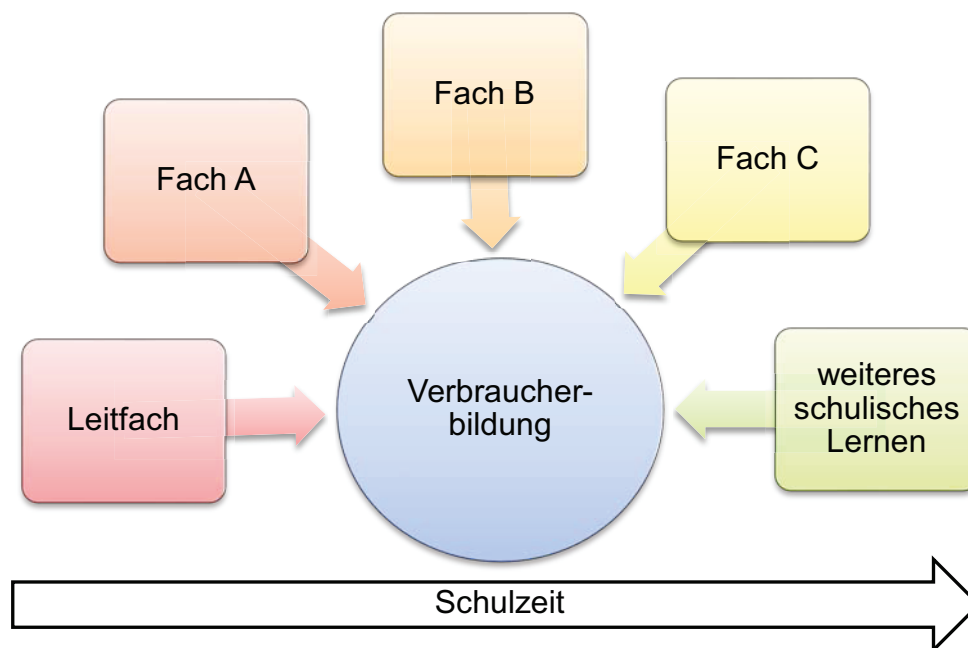 Fach B
Fach A
Fach C
Leitfach
Verbraucher-
bildung
weiteres
schulisches
Lernen
Schulzeit